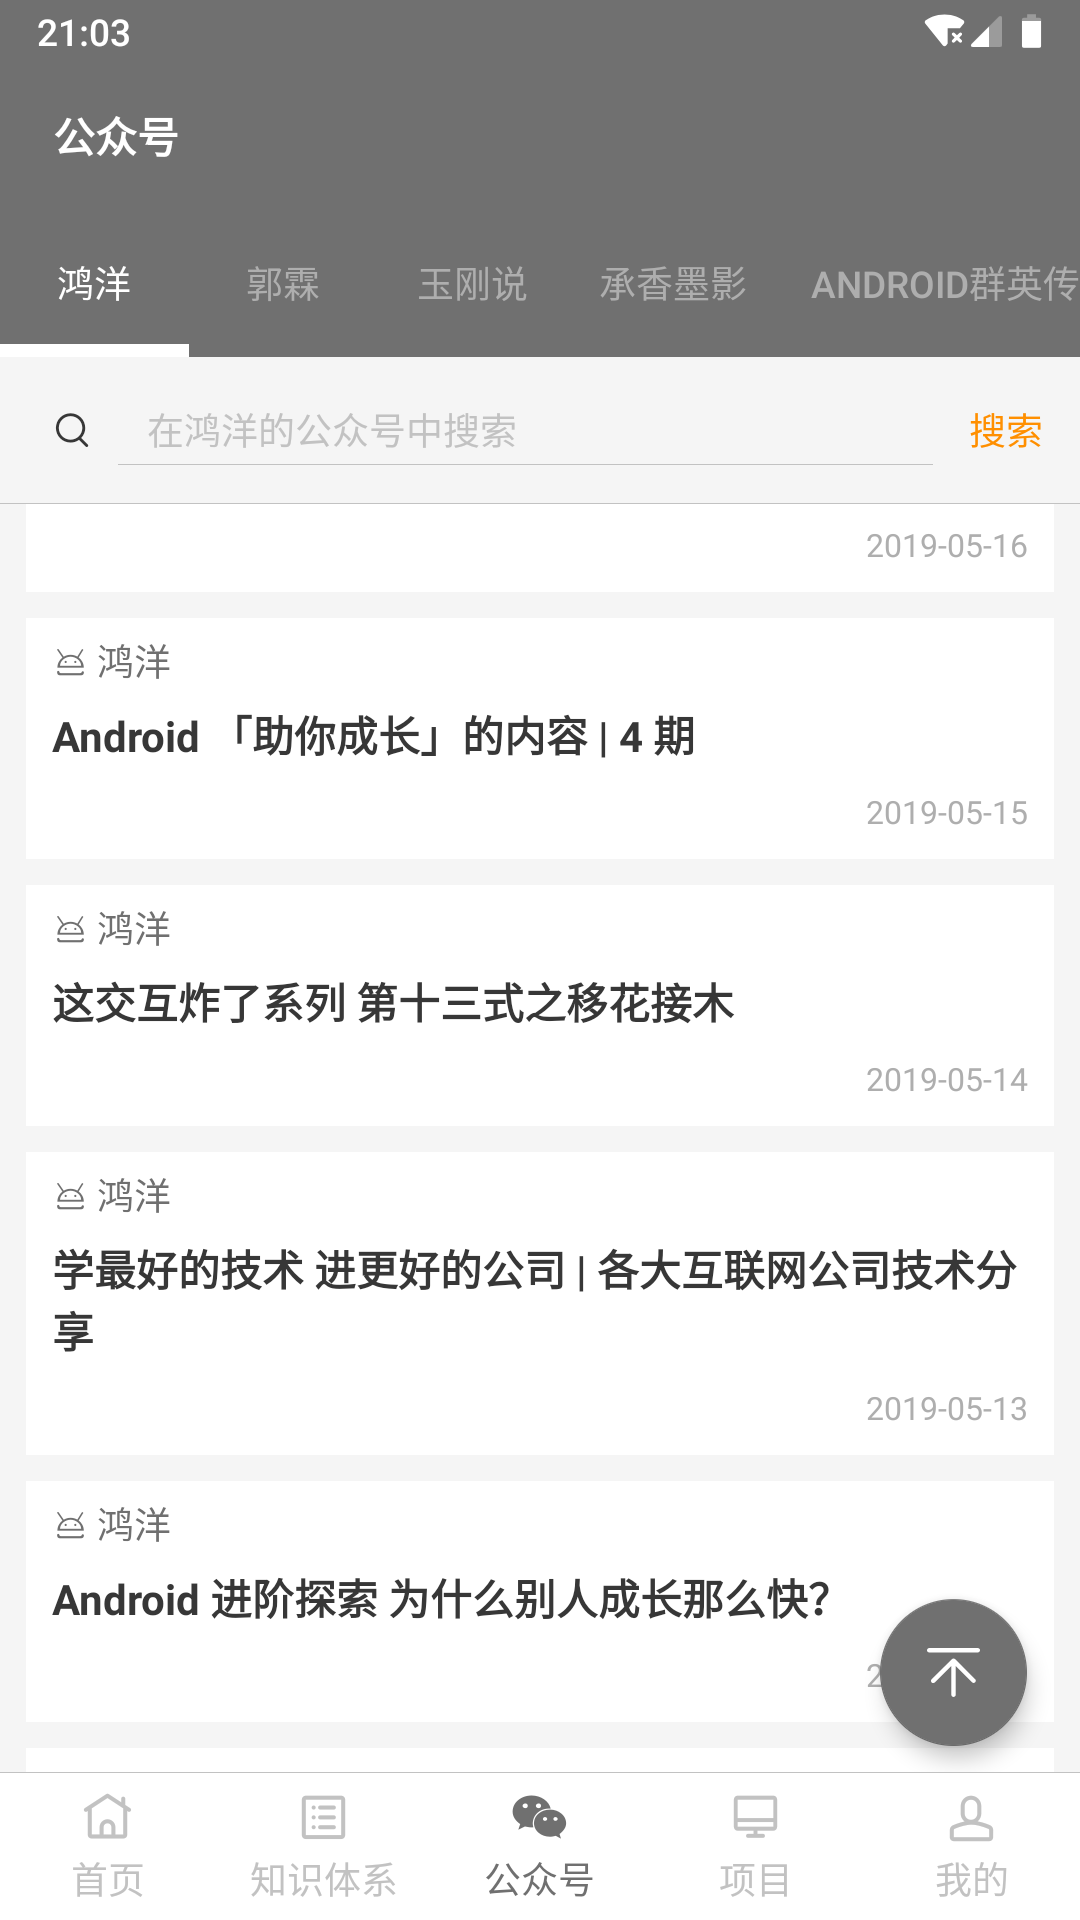 21:03
公众号
鸿洋 郭霖 玉刚说 承香墨影 ANDROID群英传
在鸿洋的公众号中搜索 搜索
2019-05-16
鸿洋
Android 「助你成长」的内容 | 4 期
2019-05-15
鸿洋
这交互炸了系列 第十三式之移花接木
2019-05-14
鸿洋
学最好的技术 进更好的公司 | 各大互联网公司技术分
享
2019-05-13
鸿洋
Android 进阶探索 为什么别人成长那么快?
首页 知识体系 公众号 项目 我的